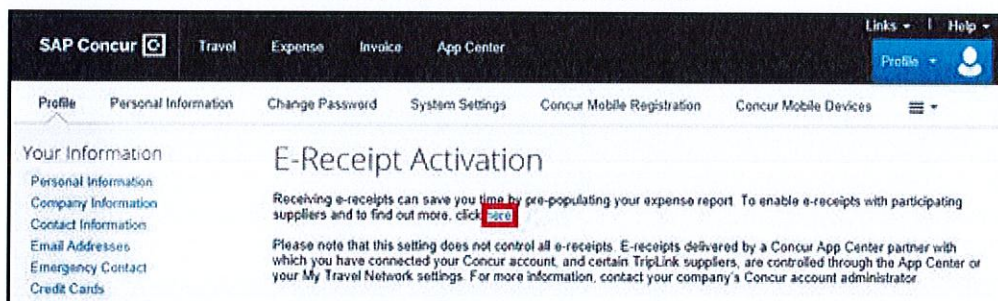 Links | Help
SAP Concur C Travel Expense Invoice App Center
Profile
Profile Personal Information Change Password System Settings Concur Mobile Registration Concur Mobile Devices
Your Information
Personal Information
Company Information
Contact Information
Email Addresses
Emergency Contact
Credit Cards
E-Receipt Activation
Receiving e-receipts can save you time by pre-populating your expense report. To enable e-receipts with participating
suppliers and to find out more, click here
Please note that this setting does not control all e-receipts. E-receipts delivered by a Concur App Center partner with
which you have connected your Concur account, and certain TripLink suppliers, are controlled through the App Center or
your My Travel Network settings. For more information, contact your company's Concur account administrator